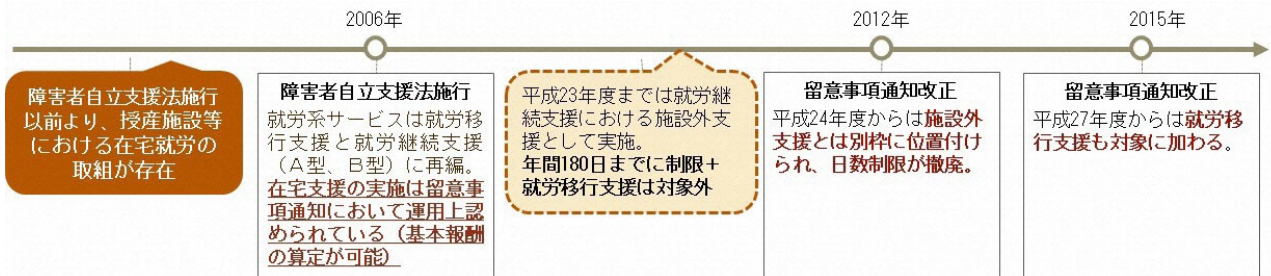 2006年
2012年
2015年
障害者自立支援法施行
以前より、授産施設等
における在宅就労の
取組が存在
障害者自立支援法施行
就労系サービスは就労移
行支援と就労継続支援
（A型、B型）に再編。
在宅支援の実施は留意事
項通知において運用上認
められている（基本報酬
の算定が可能）
平成23年度までは就労継
続支援における施設外支
援として実施。
年間180日までに制限＋
就労移行支援は対象外
留意事項通知改正
平成24年度からは施設外
支援とは別枠に位置付け
られ、日数制限が撤廃。
留意事項通知改正
平成27年度からは就労移
行支援も対象に加わる。